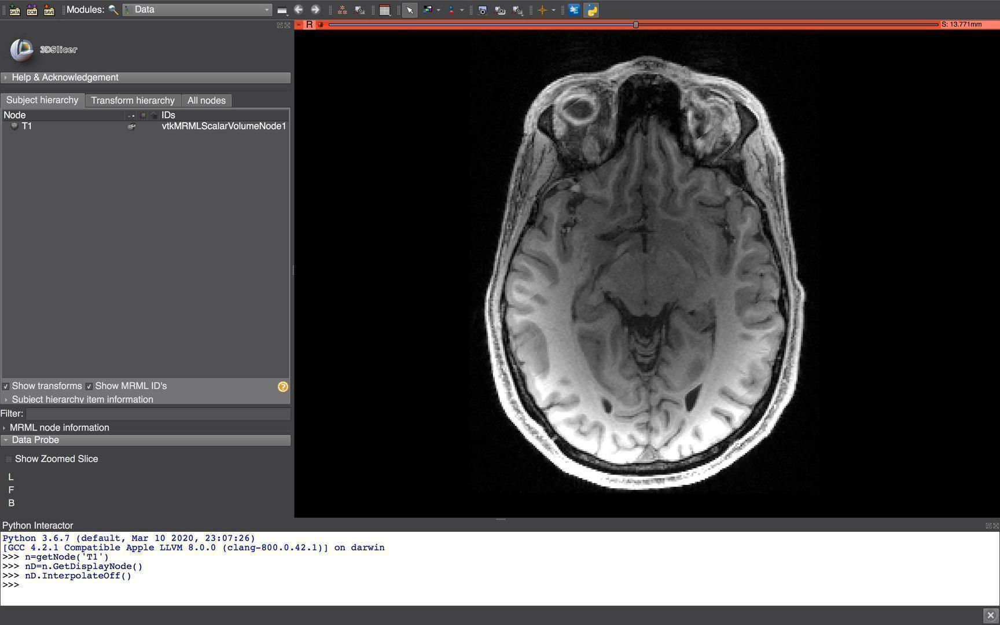 DATA DCM SAVE Modules: Data
R S: 13.771mm
3DSlicer
Help & Acknowledgement
Subject hierarchy Transform hierarchy All nodes
Node IDs
T1 vtkMRMLScalarVolumeNode1
Show transforms Show MRML ID's
Subject hierarchy item information
Filter:
MRML node information
Data Probe
Show Zoomed Slice
L
F
B
Python Interactor
Python 3.6.7 (default, Mar 10 2020, 23:07:26)
[GCC 4.2.1 Compatible Apple LLVM 8.0.0 (clang-800.0.42.1)] on darwin
>>> n=getNode('T1')
>>> nD=n.GetDisplayNode()
>>> nD.InterpolateOff()
>>>